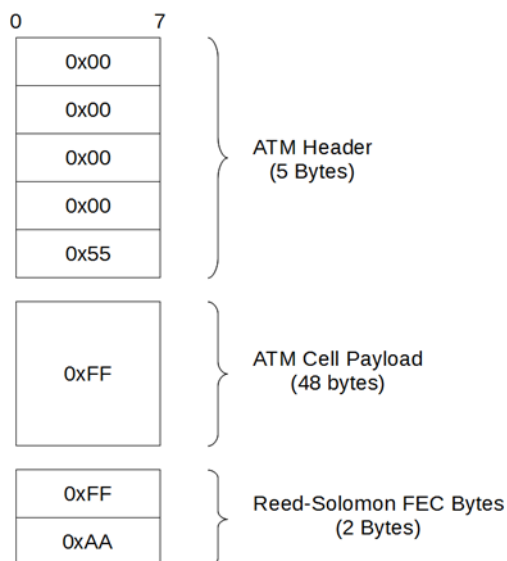 0 7
0x00
0x00
0x00
0x00
0x55
ATM Header
(5 Bytes)
0xFF
ATM Cell Payload
(48 bytes)
0xFF
0xAA
Reed-Solomon FEC Bytes
(2 Bytes)